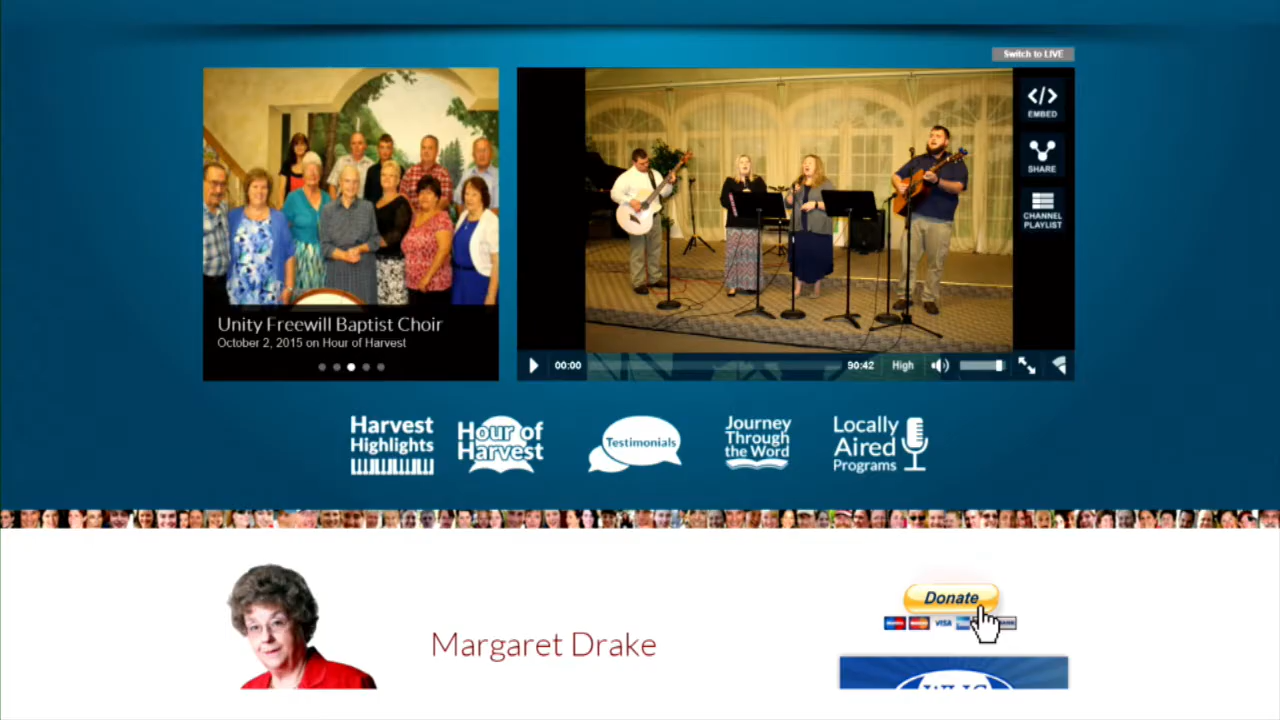 Switch to LIVE
EMBED
SHARE
CHANNEL
PLAYLIST
Unity Freewill Baptist Choir
October 2, 2015 on Hour of Harvest
00:00
90:42
High
Harvest
Highlights
Hour of
Harvest
Testimonials
Journey
Through
the Word
Locally
Aired
Programs
Margaret Drake
Donate
VISA